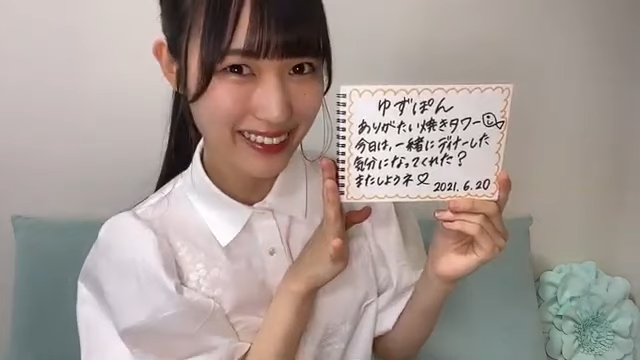 ゆずぽん
ありがたい焼きタワー
今日は、一緒にディナーした
気分になってくれた?
またしようネ♡
2021.6.20